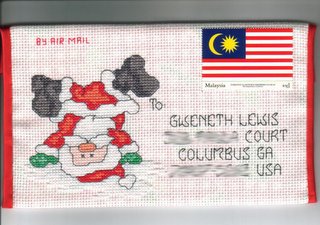 BY AIR MAIL
Malaysia
To
GWENETH LEWIS
COURT
COLUMBUS GA
USA